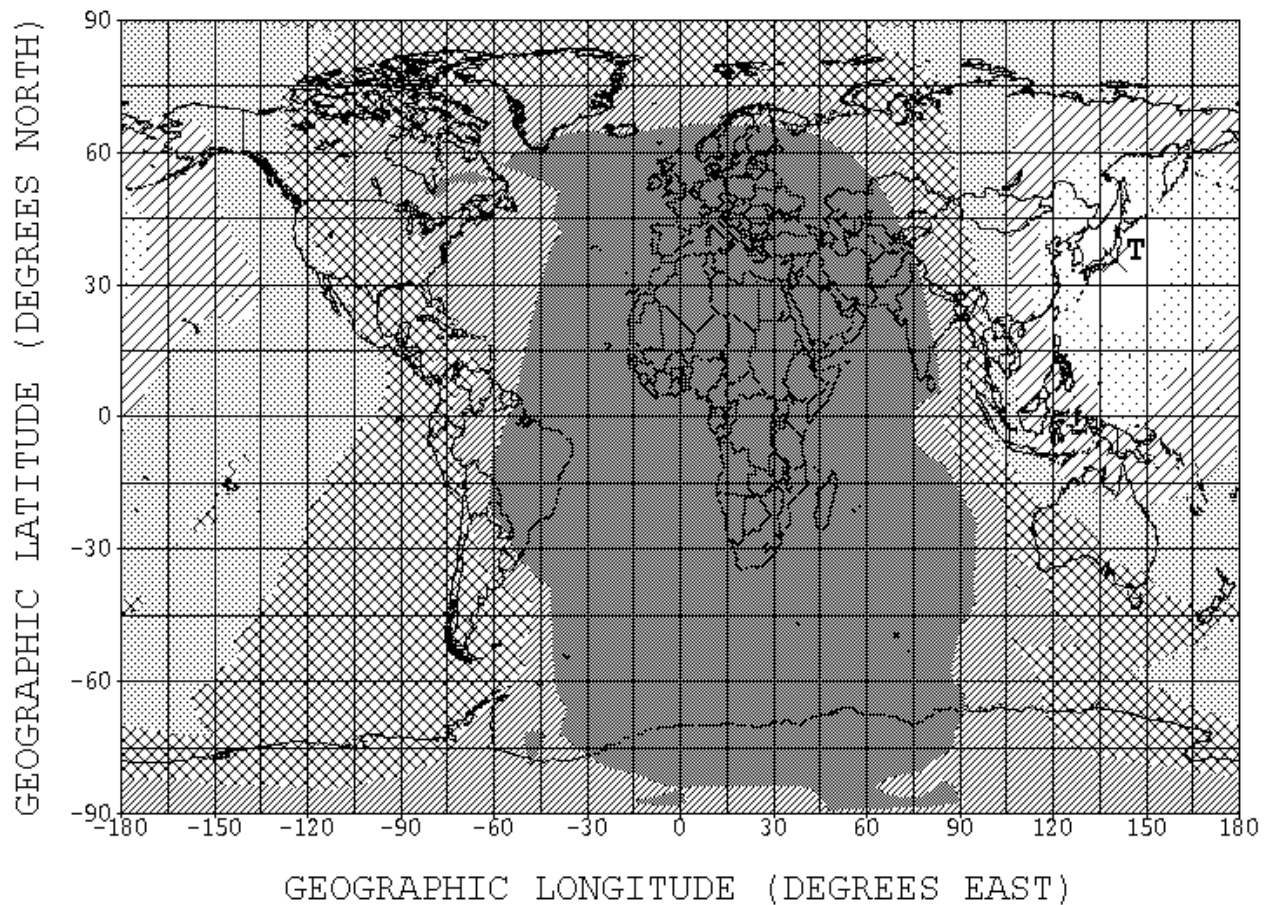 GEOGRAPHIC LATITUDE (DEGREES NORTH)
90
60
30
0
-30
-60
-90
T
-180 -150 -120 -90 -60 -30 0 30 60 90 120 150 180
GEOGRAPHIC LONGITUDE (DEGREES EAST)